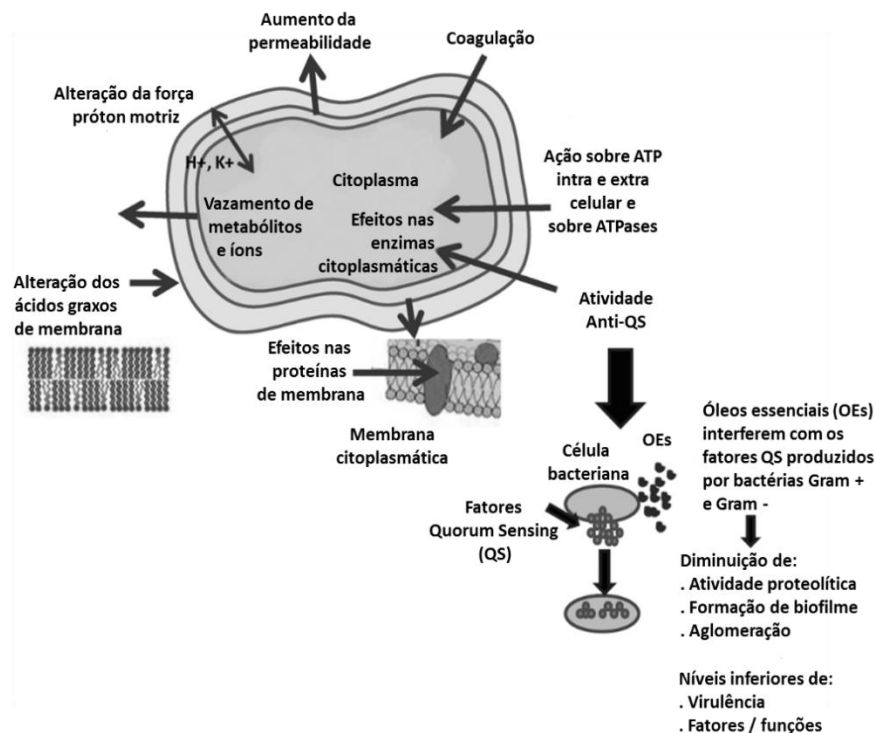 Aumento da
permeabilidade
Coagulação
Alteração da força
próton motriz
H+, K+
Citoplasma
Ação sobre ATP
intra e extra
celular e
sobre ATPases
Vazamento de
metabólitos
e íons
Efeitos nas
enzimas
citoplasmáticas
Alteração dos
ácidos graxos
de membrana
Atividade
Anti-QS
Efeitos nas
proteínas
de membrana
Membrana
citoplasmática
Célula
bacteriana
OEs
Óleos essenciais (OEs)
interferem com os
fatores QS produzidos
por bactérias Gram +
e Gram -
Fatores
Quorum Sensing
(QS)
Diminuição de:
. Atividade proteolítica
. Formação de biofilme
. Aglomeração
Níveis inferiores de:
. Virulência
. Fatores / funções